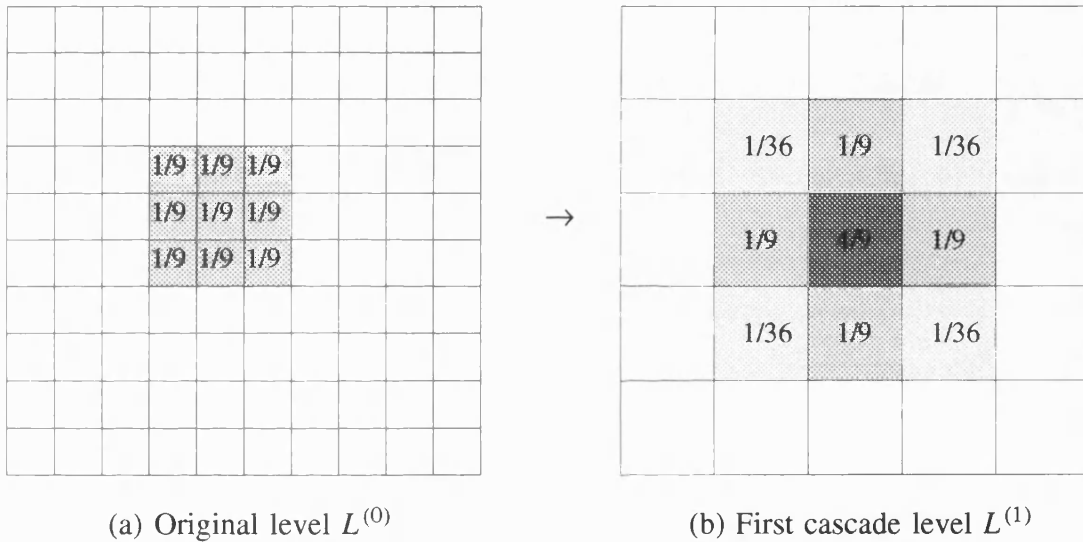 1/9 1/9 1/9
1/9 1/9 1/9
1/9 1/9 1/9
→
1/36 1/9 1/36
1/9 4/9 1/9
1/36 1/9 1/36
(a) Original level L⁽⁰⁾
(b) First cascade level L⁽¹⁾